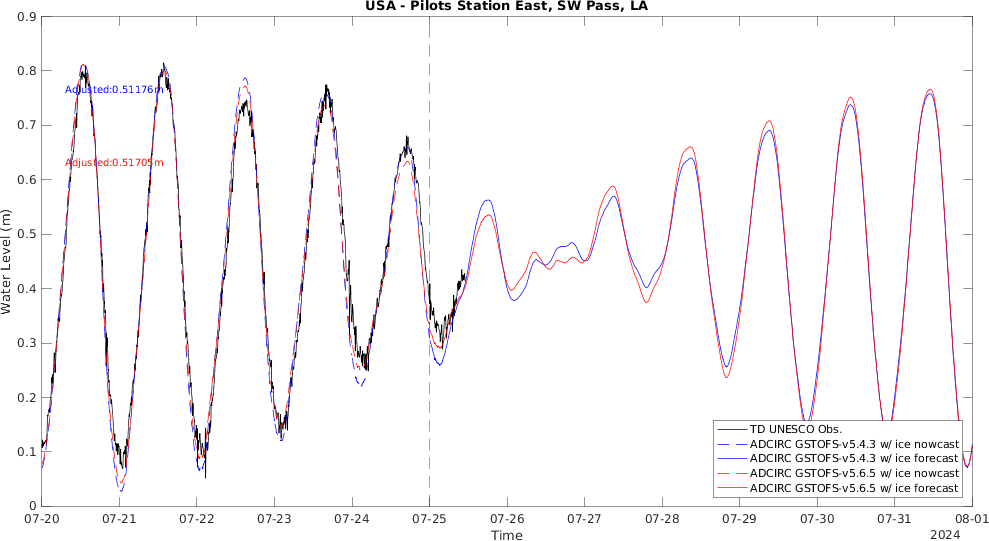 USA - Pilots Station East, SW Pass, LA
0.9
0.8
0.7
0.6
0.5
0.4
0.3
0.2
0.1
0
Water Level (m)
Adjusted:0.51176m
Adjusted:0.51705m
TD UNESCO Obs.
ADCIRC GSTOFS-v5.4.3 w/ ice nowcast
ADCIRC GSTOFS-v5.4.3 w/ ice forecast
ADCIRC GSTOFS-v5.6.5 w/ ice nowcast
ADCIRC GSTOFS-v5.6.5 w/ ice forecast
07-20 07-21 07-22 07-23 07-24 07-25 07-26 07-27 07-28 07-29 07-30 07-31 08-01
Time
2024